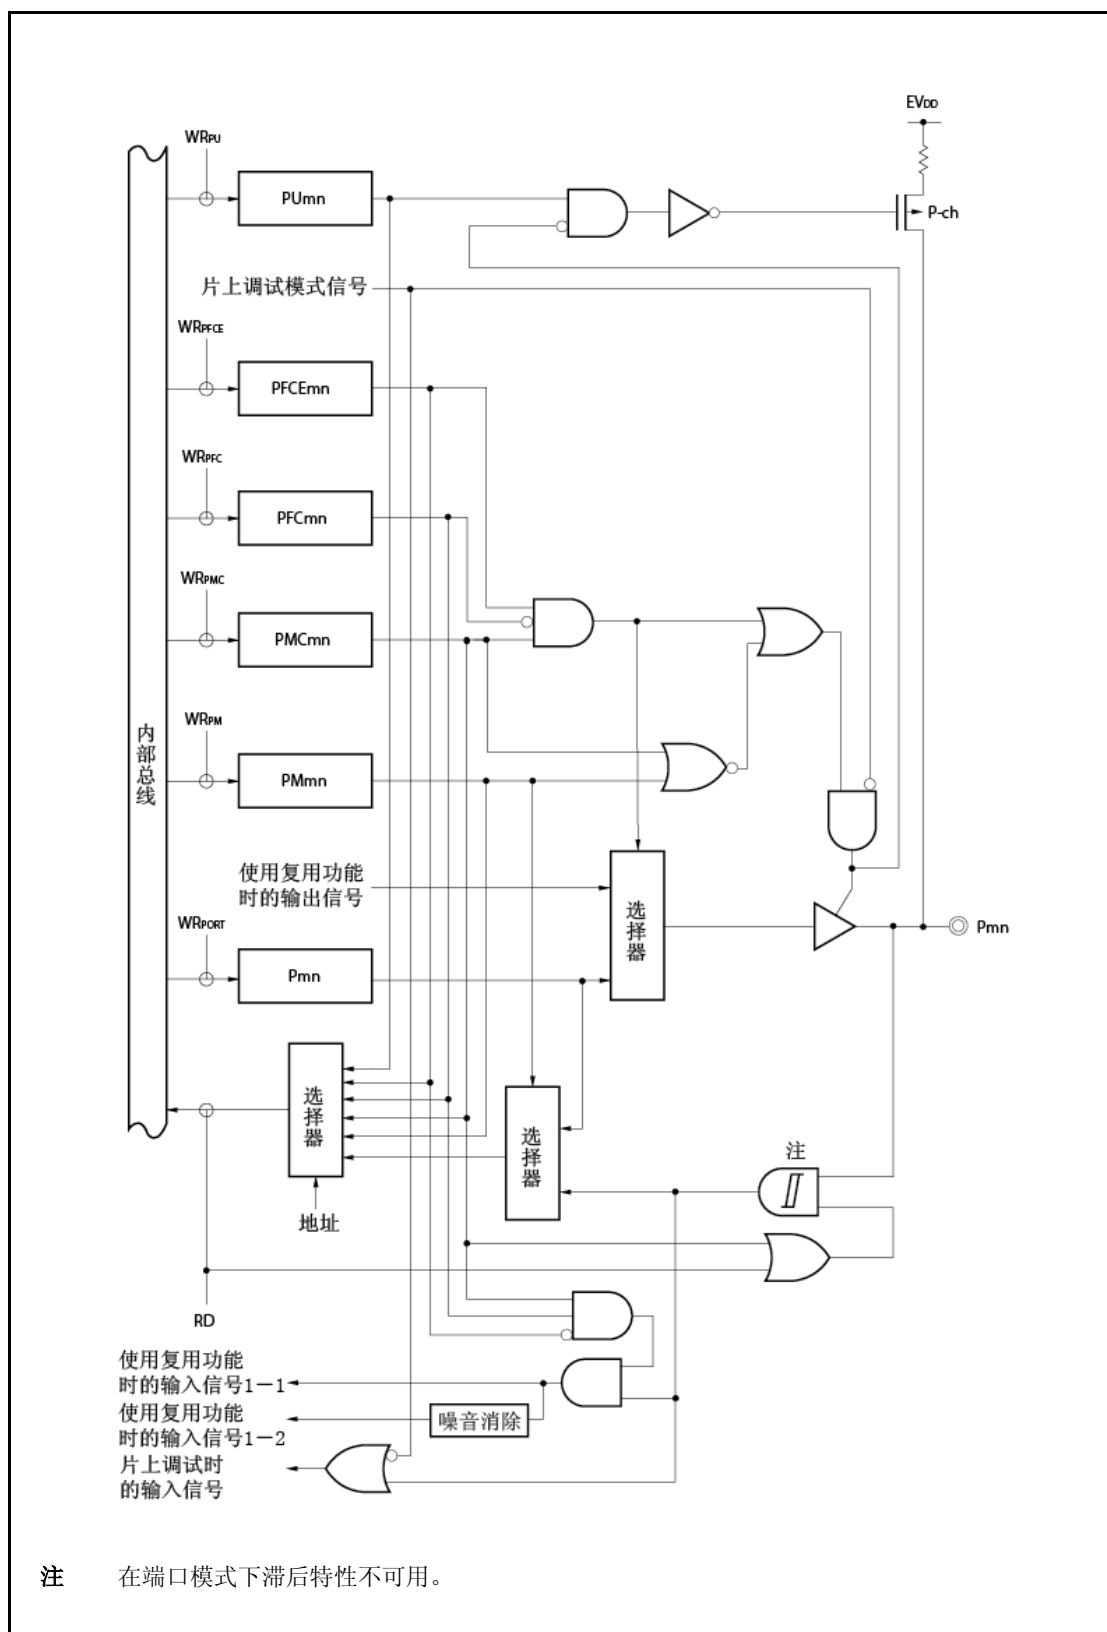 EVDD
WRPU
PUmn
P-ch
片上调试模式信号
WRPFCE
PFCEmn
WRPFC
PFCmn
WRPMC
PMCmn
WRPM
PMmn
内部总线
使用复用功能
时的输出信号
选择器
WRPORT
Pmn
Pmn
选择器
选择器
注
地址
RD
使用复用功能
时的输入信号1-1
使用复用功能
时的输入信号1-2
噪音消除
片上调试时
的输入信号
注 在端口模式下滞后特性不可用。